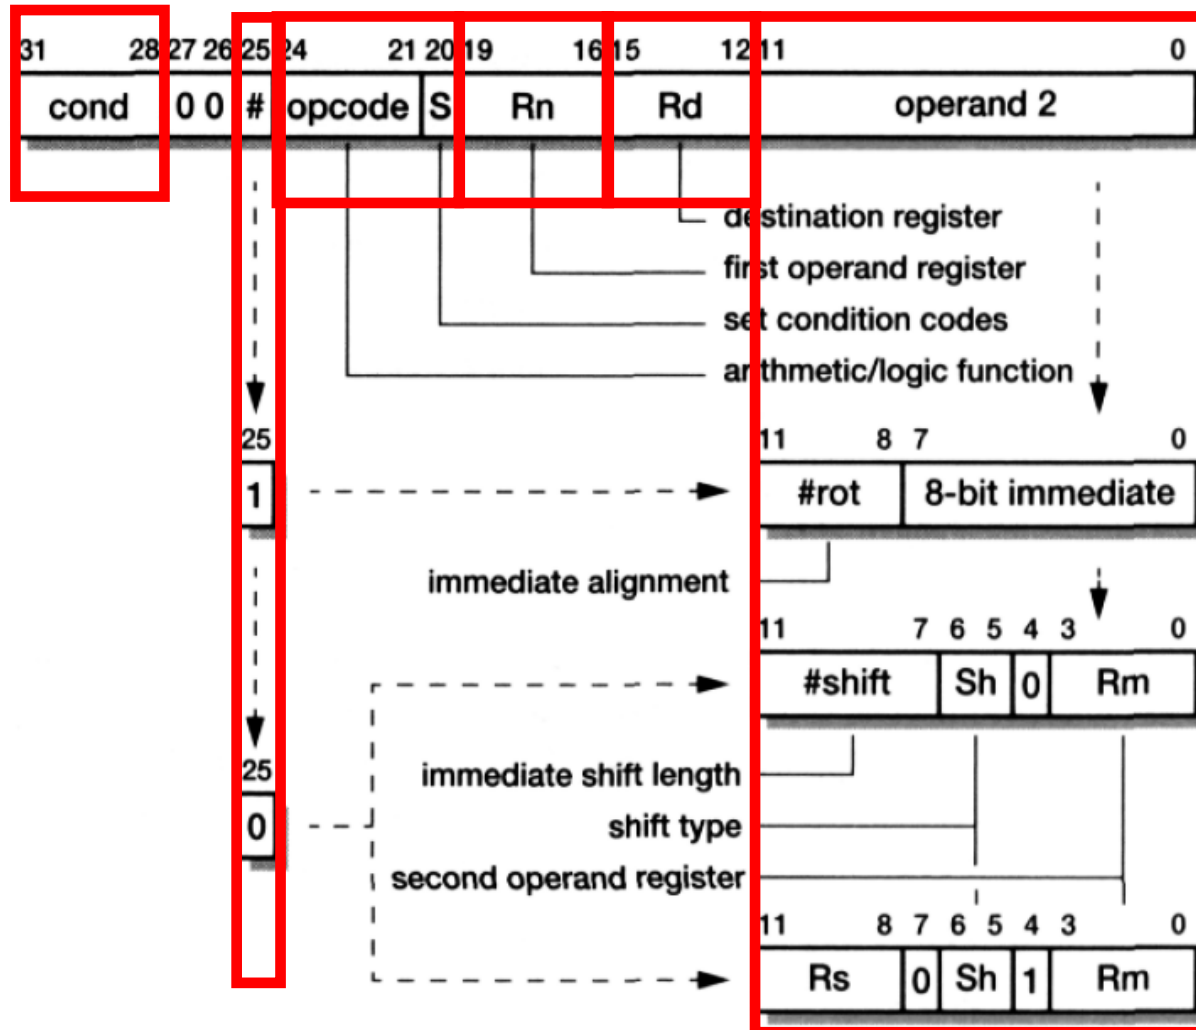 31 28 27 26 25 24 21 20 19 16 15 12 11 0
cond 0 0 # opcode S Rn Rd operand 2
destination register
first operand register
set condition codes
arithmetic/logic function
25 11 8 7 0
1 #rot 8-bit immediate
immediate alignment
11 7 6 5 4 3 0
#shift Sh 0 Rm
25 immediate shift length
0 shift type
second operand register
11 8 7 6 5 4 3 0
Rs 0 Sh 1 Rm